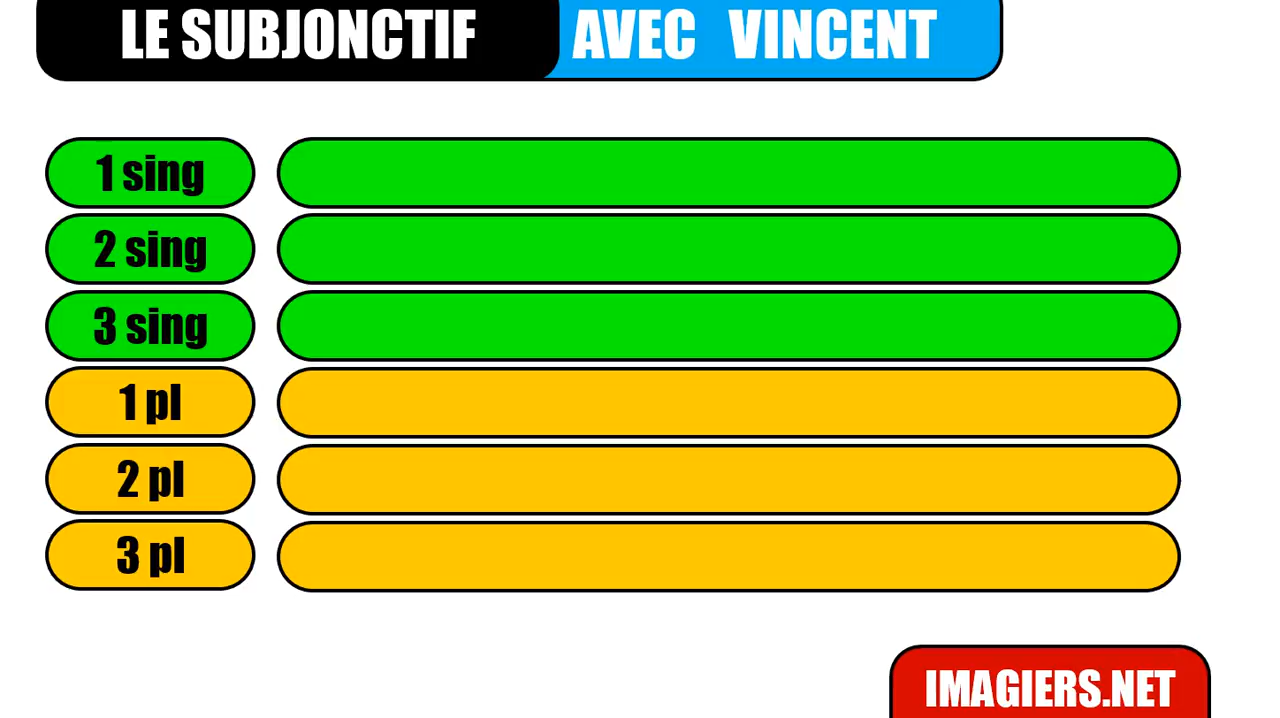 LE SUBJONCTIF AVEC VINCENT
1 sing
2 sing
3 sing
1 pl
2 pl
3 pl
IMAGIERS.NET